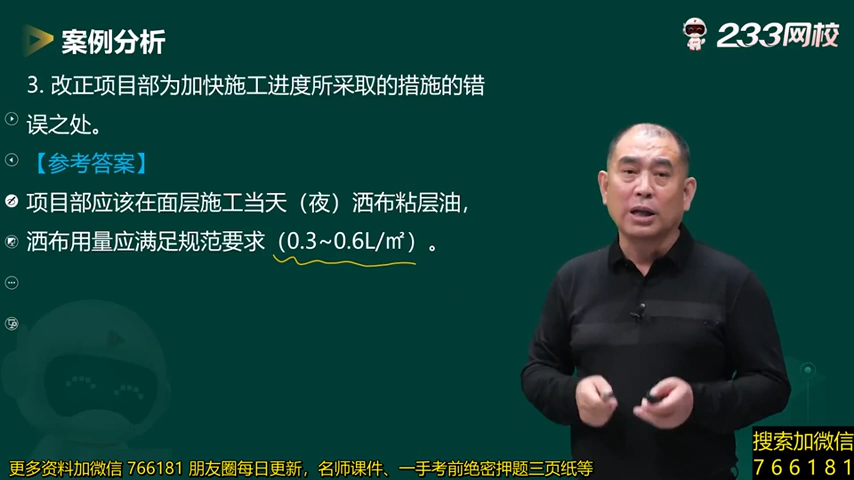 案例分析
233网校
3. 改正项目部为加快施工进度所采取的措施的错
误之处。
【参考答案】
项目部应该在面层施工当天（夜）洒布粘层油，
洒布用量应满足规范要求（0.3~0.6L/㎡）。
更多资料加微信 766181 朋友圈每日更新，名师课件、一手考前绝密押题三页纸等
搜索加微信
766181